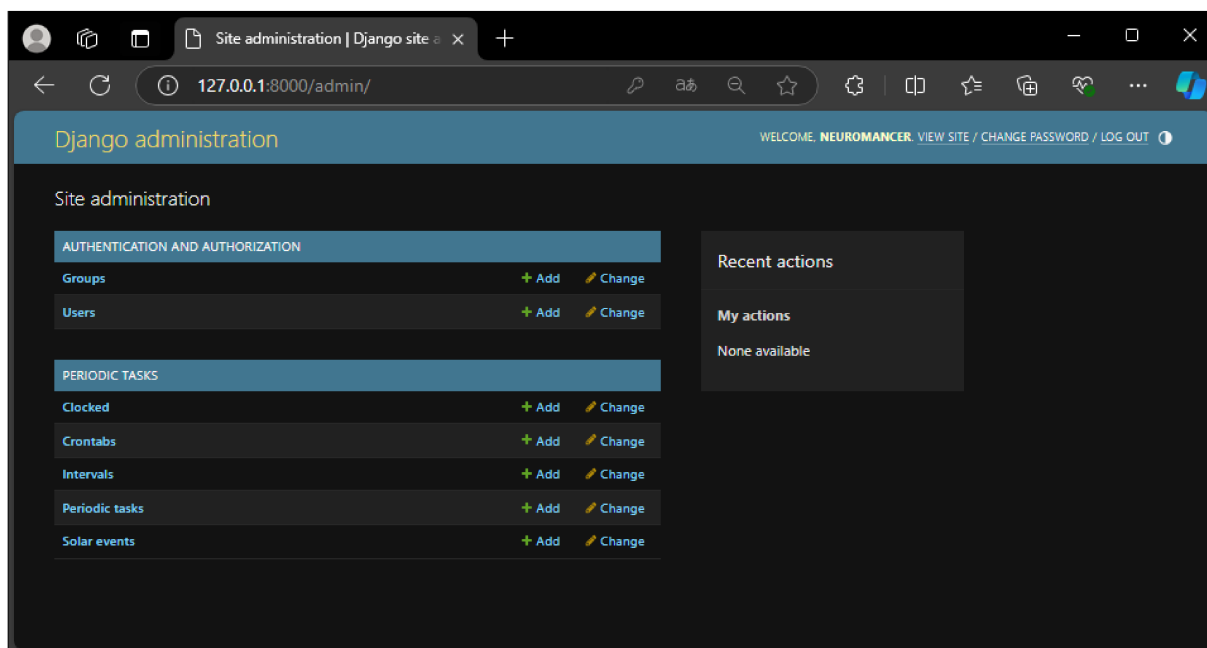 Site administration | Django site a
127.0.0.1:8000/admin/
aあ
Django administration
WELCOME, NEUROMANCER. VIEW SITE / CHANGE PASSWORD / LOG OUT
Site administration
AUTHENTICATION AND AUTHORIZATION
Groups + Add Change
Users + Add Change
PERIODIC TASKS
Clocked + Add Change
Crontabs + Add Change
Intervals + Add Change
Periodic tasks + Add Change
Solar events + Add Change
Recent actions
My actions
None available